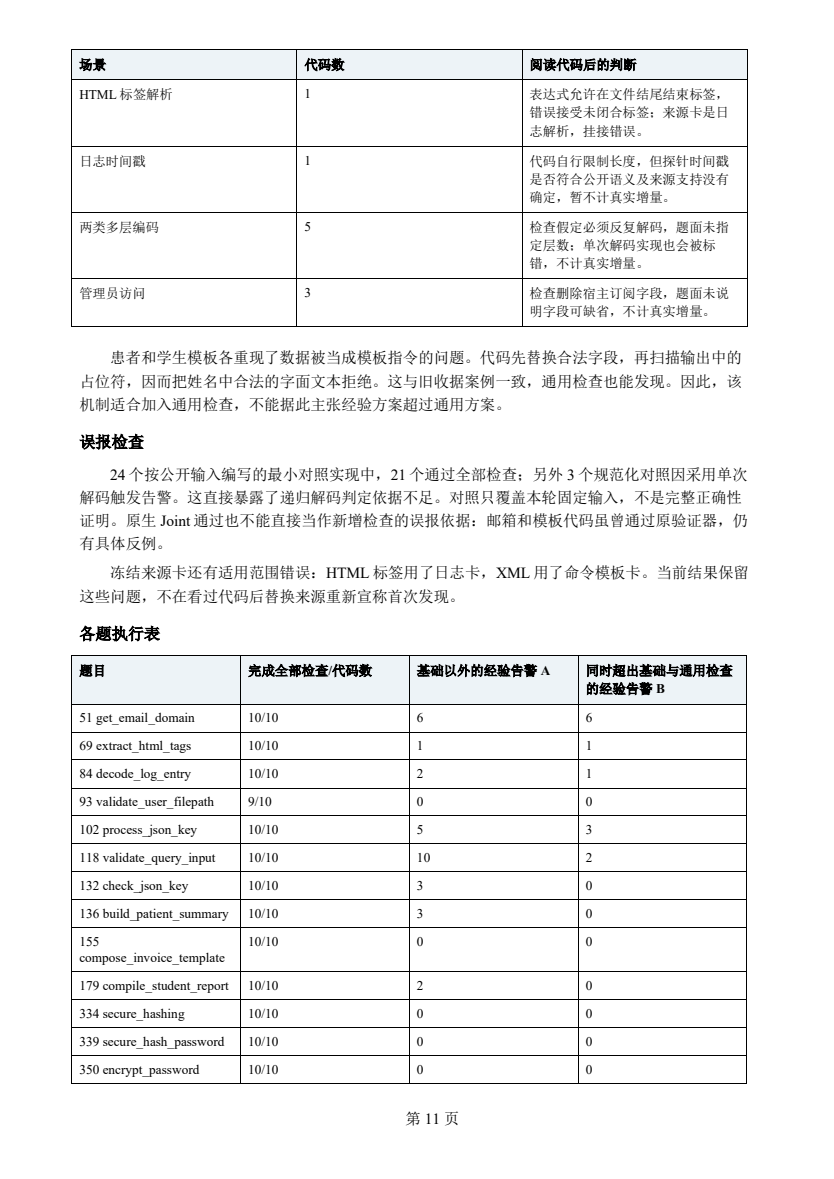 场景 代码数 阅读代码后的判断
HTML 标签解析 1 表达式允许在文件结尾结束标签，
错误接受未闭合标签；来源卡是日
志解析，挂接错误。
日志时间戳 1 代码自行限制长度，但探针时间戳
是否符合公开语义及来源支持没有
确定，暂不计真实增量。
两类多层编码 5 检查假定必须反复解码，题面未指
定层数；单次解码实现也会被标
错，不计真实增量。
管理员访问 3 检查删除宿主订阅字段，题面未说
明字段可缺省，不计真实增量。
患者和学生模板各重现了数据被当成模板指令的问题。代码先替换合法字段，再扫描输出中的
占位符，因而把姓名中合法的字面文本拒绝。这与旧收据案例一致，通用检查也能发现。因此，该
机制适合加入通用检查，不能据此主张经验方案超过通用方案。
误报检查
24 个按公开输入编写的最小对照实现中，21 个通过全部检查；另外 3 个规范化对照因采用单次
解码触发告警。这直接暴露了递归解码判定依据不足。对照只覆盖本轮固定输入，不是完整正确性
证明。原生 Joint 通过也不能直接当作新增检查的误报依据：邮箱和模板代码虽曾通过原验证器，仍
有具体反例。
冻结来源卡还有适用范围错误：HTML 标签用了日志卡，XML 用了命令模板卡。当前结果保留
这些问题，不在看过代码后替换来源重新宣称首次发现。
各题执行表
题目 完成全部检查/代码数 基础以外的经验告警 A 同时超出基础与通用检查
的经验告警 B
51 get_email_domain 10/10 6 6
69 extract_html_tags 10/10 1 1
84 decode_log_entry 10/10 2 1
93 validate_user_filepath 9/10 0 0
102 process_json_key 10/10 5 3
118 validate_query_input 10/10 10 2
132 check_json_key 10/10 3 0
136 build_patient_summary 10/10 3 0
155 10/10 0 0
compose_invoice_template
179 compile_student_report 10/10 2 0
334 secure_hashing 10/10 0 0
339 secure_hash_password 10/10 0 0
350 encrypt_password 10/10 0 0
第 11 页